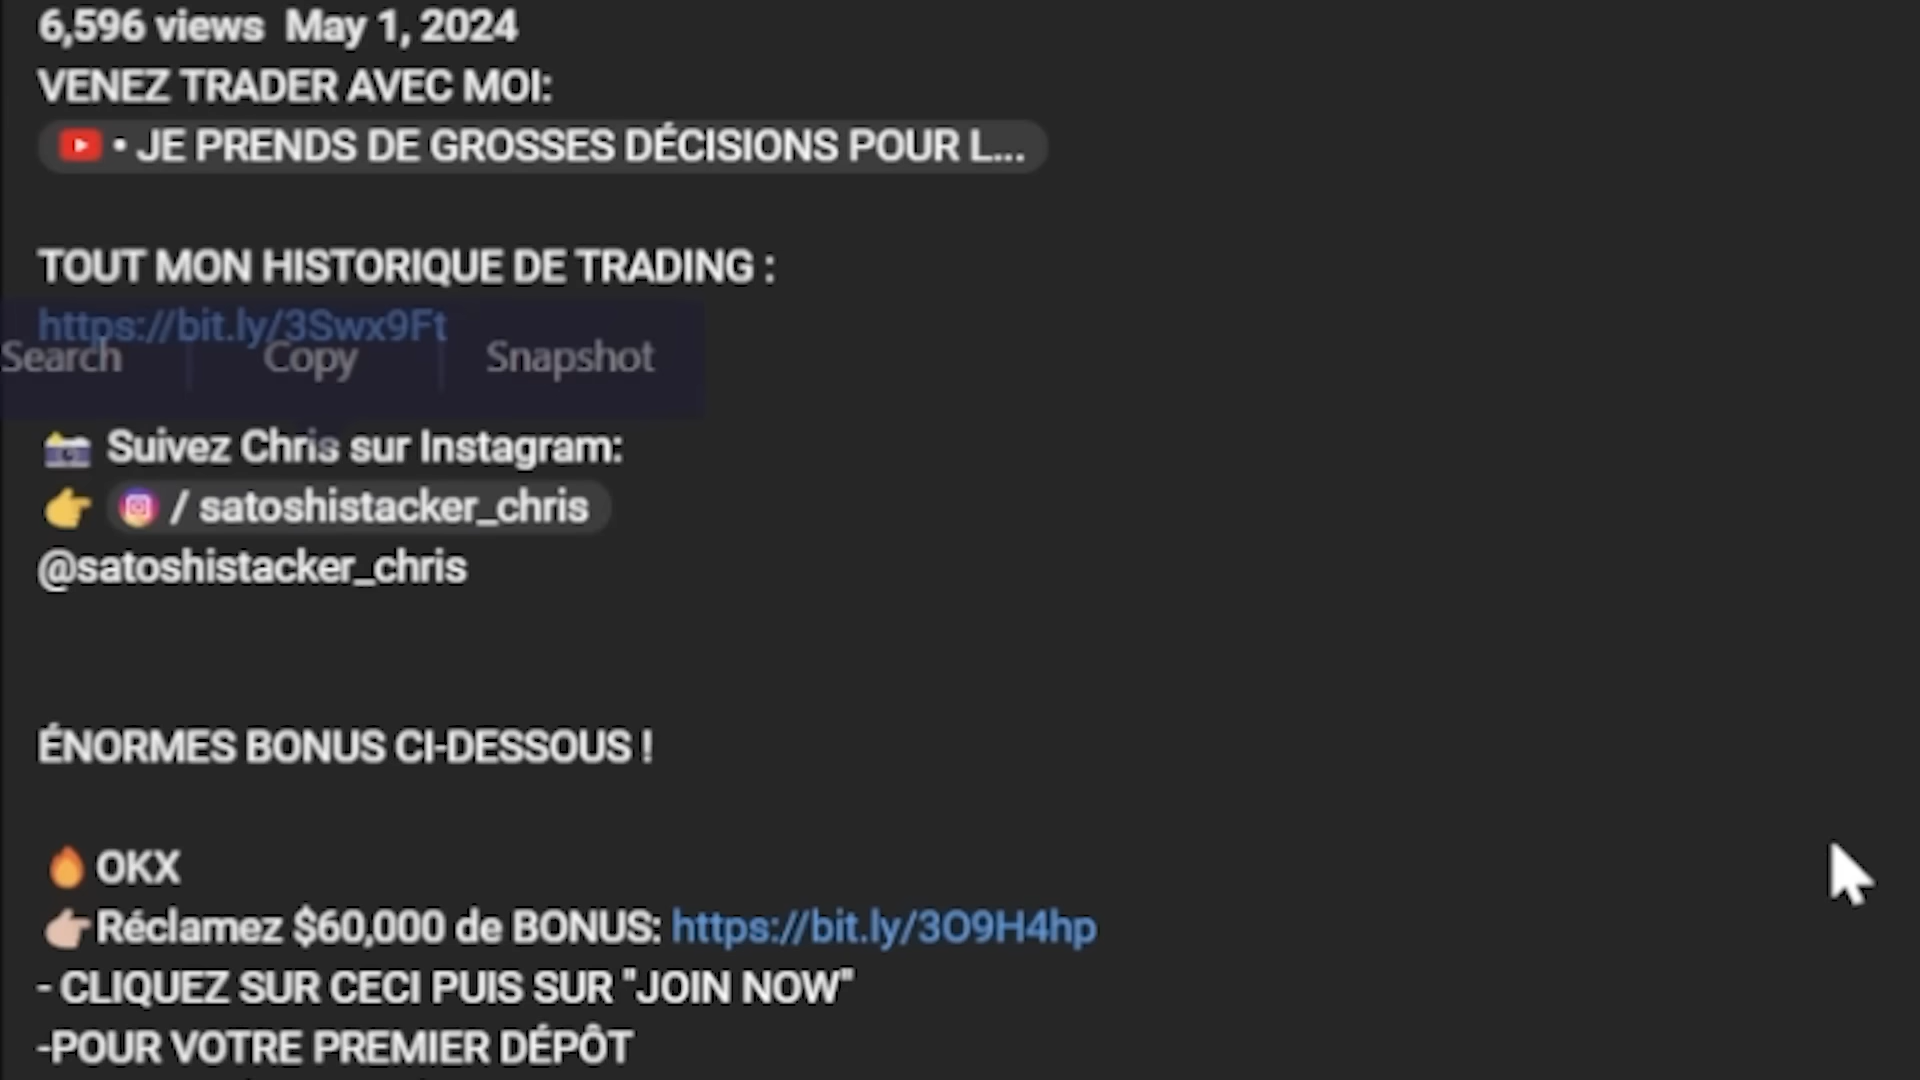 6,596 views  May 1, 2024
VENEZ TRADER AVEC MOI:
• JE PRENDS DE GROSSES DÉCISIONS POUR L...
TOUT MON HISTORIQUE DE TRADING :
https://bit.ly/3Swx9Ft
Search Copy Snapshot
Suivez Chris sur Instagram:
/ satoshistacker_chris
@satoshistacker_chris
ÉNORMES BONUS CI-DESSOUS !
OKX
Réclamez $60,000 de BONUS: https://bit.ly/3O9H4hp
- CLIQUEZ SUR CECI PUIS SUR "JOIN NOW"
-POUR VOTRE PREMIER DÉPÔT